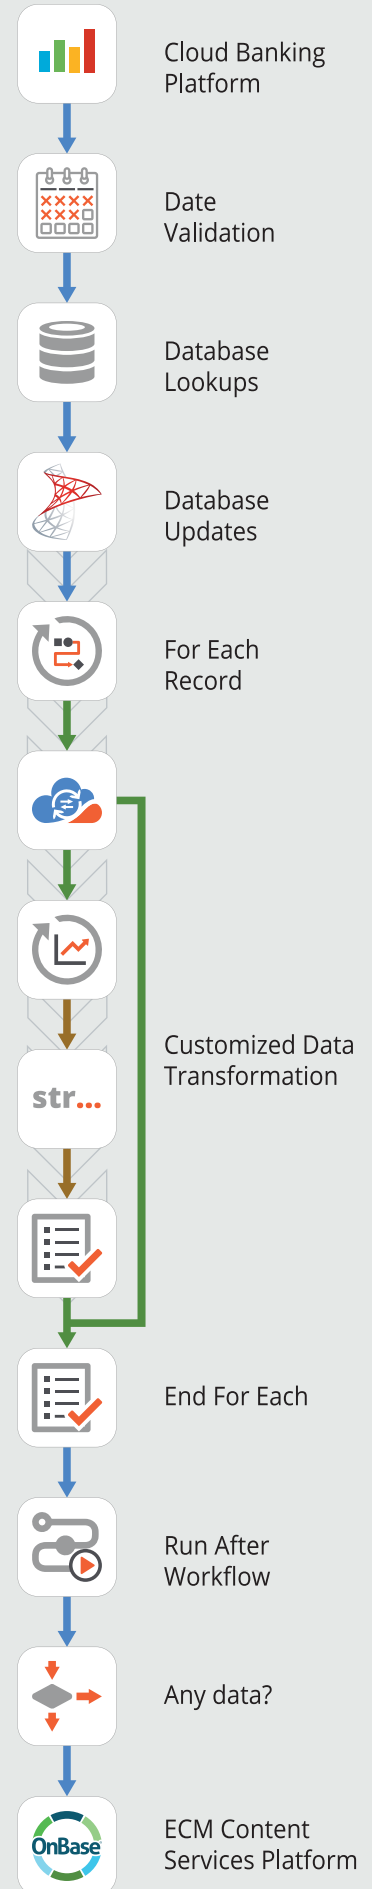 Cloud Banking
Platform
Date
Validation
Database
Lookups
Database
Updates
For Each
Record
Customized Data
Transformation
str...
End For Each
Run After
Workflow
Any data?
OnBase
ECM Content
Services Platform